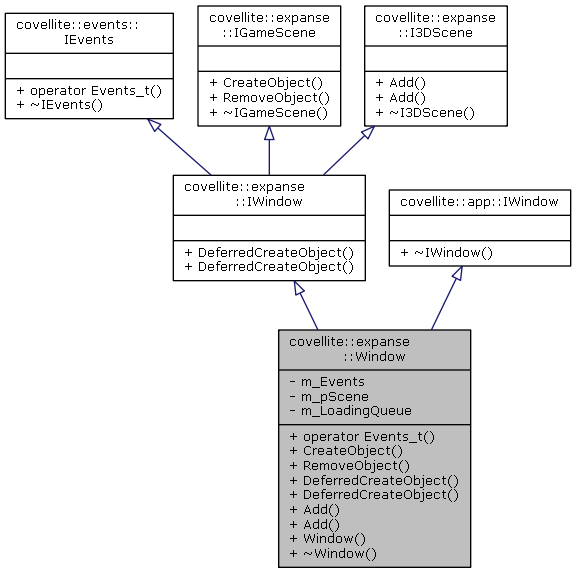 covellite::events::
IEvents
+ operator Events_t()
+ ~IEvents()
covellite::expanse
::IGameScene
+ CreateObject()
+ RemoveObject()
+ ~IGameScene()
covellite::expanse
::I3DScene
+ Add()
+ Add()
+ ~I3DScene()
covellite::expanse
::IWindow
+ DeferredCreateObject()
+ DeferredCreateObject()
covellite::app::IWindow
+ ~IWindow()
covellite::expanse
::Window
- m_Events
- m_pScene
- m_LoadingQueue
+ operator Events_t()
+ CreateObject()
+ RemoveObject()
+ DeferredCreateObject()
+ DeferredCreateObject()
+ Add()
+ Add()
+ Window()
+ ~Window()